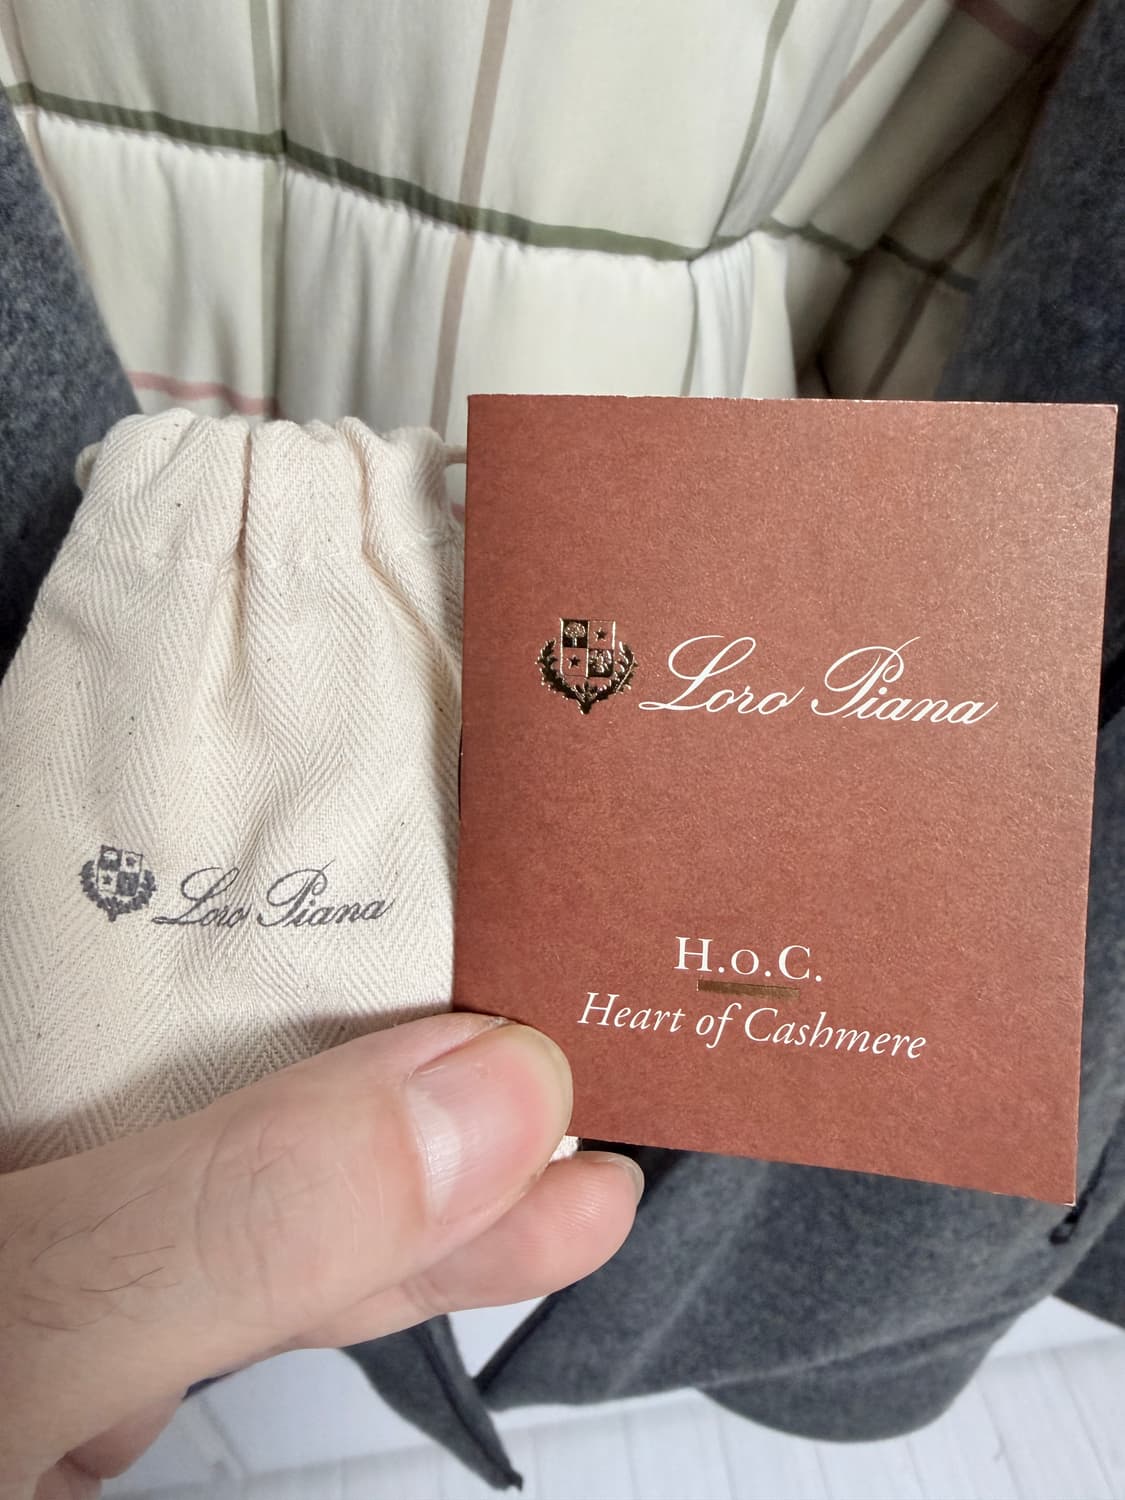 Loro Piana
Loro Piana
H.o.C.
Heart of Cashmere